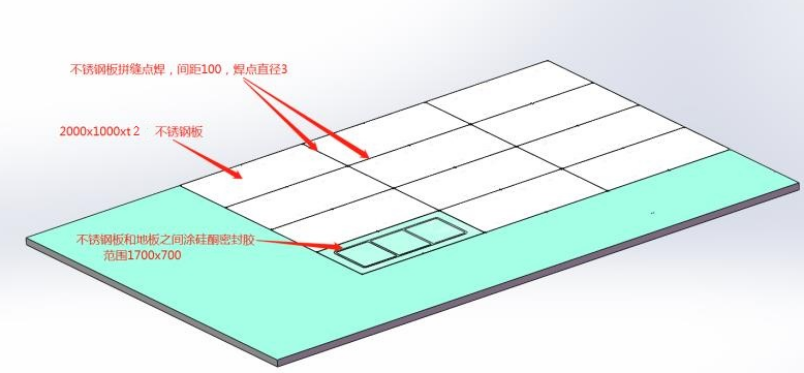 不锈钢板拼缝点焊，间距100，焊点直径3
2000x1000xt２ 不锈钢板
不锈钢板和地板之间涂硅酮密封胶
范围1700x700